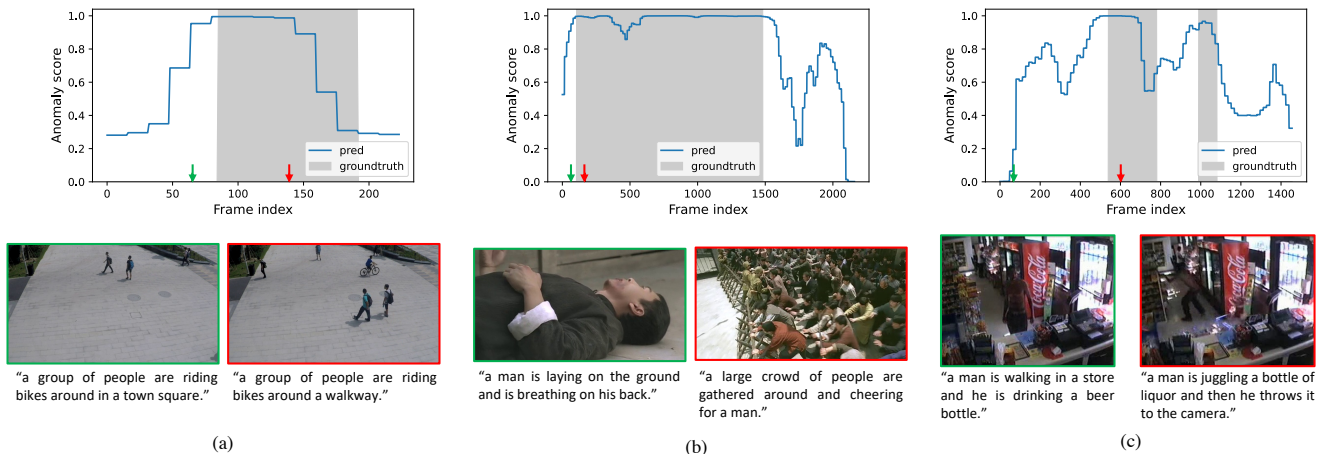 1.0
0.8
0.6
0.4
0.2
0.0
Anomaly score
pred
groundtruth
0
50
100
150
200
Frame index
1.0
0.8
0.6
0.4
0.2
0.0
Anomaly score
pred
groundtruth
0
500
1000
1500
2000
Frame index
1.0
0.8
0.6
0.4
0.2
0.0
Anomaly score
pred
groundtruth
0
200
400
600
800
1000
1200
1400
Frame index
Coca-Cola
Coca-Cola
“a group of people are riding
bikes around in a town square.”
“a group of people are riding
bikes around a walkway.”
(a)
“a man is laying on the ground
and is breathing on his back.”
“a large crowd of people are
gathered around and cheering
for a man.”
(b)
“a man is walking in a store
and he is drinking a beer
bottle.”
“a man is juggling a bottle of
liquor and then he throws it
to the camera.”
(c)